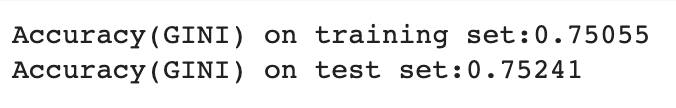 Accuracy(GINI) on training set:0.75055
Accuracy(GINI) on test set:0.75241